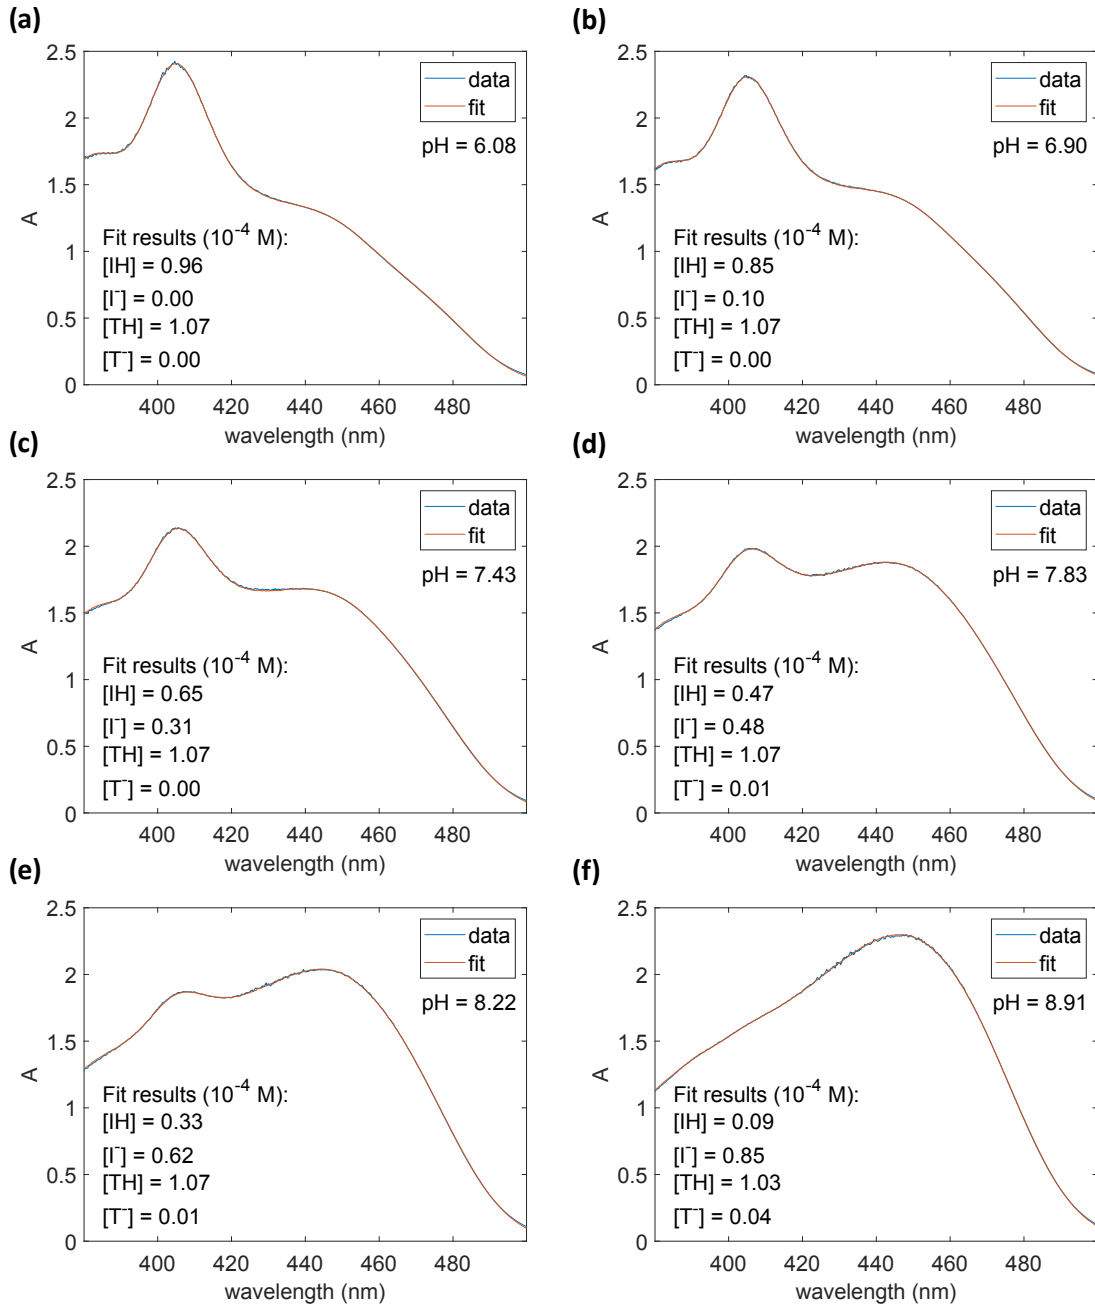 (a)
2.5
2
1.5
1
0.5
0
A
data
fit
pH = 6.08
Fit results (10⁻⁴ M):
[IH] = 0.96
[I⁻] = 0.00
[TH] = 1.07
[T⁻] = 0.00
400 420 440 460 480
wavelength (nm)
(b)
2.5
2
1.5
1
0.5
0
A
data
fit
pH = 6.90
Fit results (10⁻⁴ M):
[IH] = 0.85
[I⁻] = 0.10
[TH] = 1.07
[T⁻] = 0.00
400 420 440 460 480
wavelength (nm)
(c)
2.5
2
1.5
1
0.5
0
A
data
fit
pH = 7.43
Fit results (10⁻⁴ M):
[IH] = 0.65
[I⁻] = 0.31
[TH] = 1.07
[T⁻] = 0.00
400 420 440 460 480
wavelength (nm)
(d)
2.5
2
1.5
1
0.5
0
A
data
fit
pH = 7.83
Fit results (10⁻⁴ M):
[IH] = 0.47
[I⁻] = 0.48
[TH] = 1.07
[T⁻] = 0.01
400 420 440 460 480
wavelength (nm)
(e)
2.5
2
1.5
1
0.5
0
A
data
fit
pH = 8.22
Fit results (10⁻⁴ M):
[IH] = 0.33
[I⁻] = 0.62
[TH] = 1.07
[T⁻] = 0.01
400 420 440 460 480
wavelength (nm)
(f)
2.5
2
1.5
1
0.5
0
A
data
fit
pH = 8.91
Fit results (10⁻⁴ M):
[IH] = 0.09
[I⁻] = 0.85
[TH] = 1.03
[T⁻] = 0.04
400 420 440 460 480
wavelength (nm)